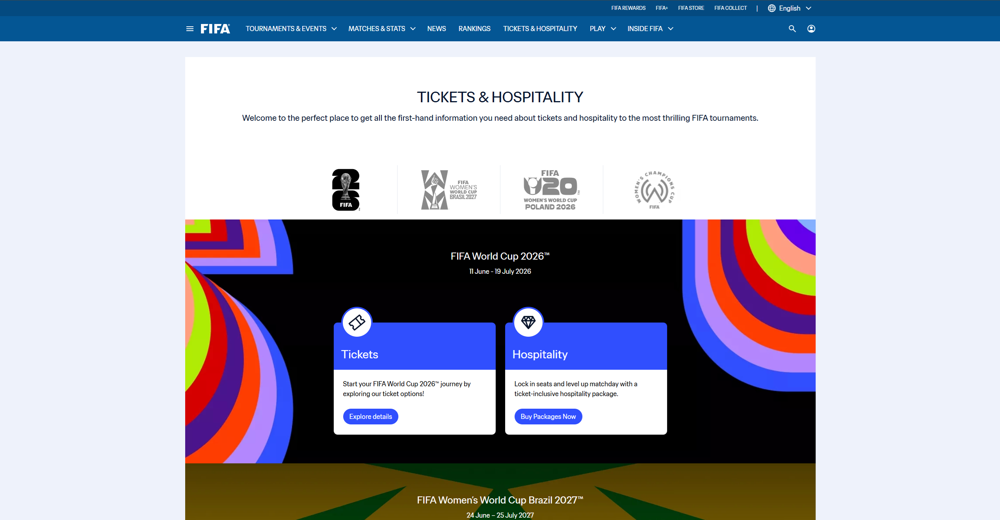 FIFA REWARDS FIFA+ FIFA STORE FIFA COLLECT | English
FIFA TOURNAMENTS & EVENTS MATCHES & STATS NEWS RANKINGS TICKETS & HOSPITALITY PLAY INSIDE FIFA
TICKETS & HOSPITALITY
Welcome to the perfect place to get all the first-hand information you need about tickets and hospitality to the most thrilling FIFA tournaments.
26
FIFA
TM
FIFA
WOMEN'S
WORLD CUP
BRASIL 2027
FIFA
U20
WOMEN'S WORLD CUP
POLAND 2026
WOMEN'S CHAMPIONS CUP
FIFA
FIFA World Cup 2026™
11 June - 19 July 2026
Tickets
Start your FIFA World Cup 2026™ journey by
exploring our ticket options!
Explore details
Hospitality
Lock in seats and level up matchday with a
ticket-inclusive hospitality package.
Buy Packages Now
FIFA Women’s World Cup Brazil 2027™
24 June – 25 July 2027